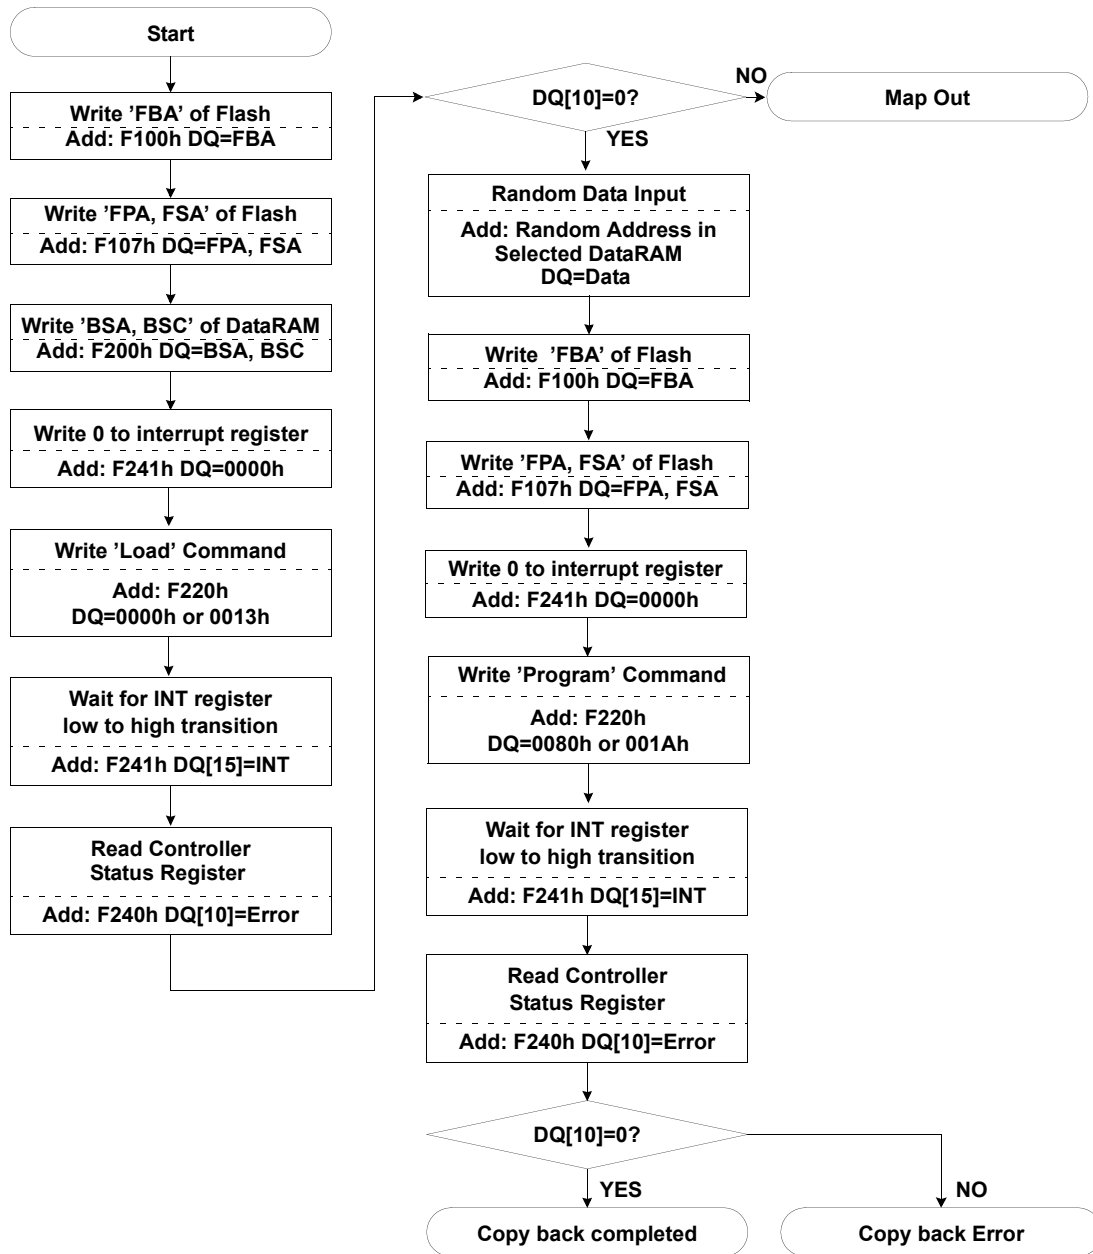 Start
Write 'FBA' of Flash
Add: F100h DQ=FBA
Write 'FPA, FSA' of Flash
Add: F107h DQ=FPA, FSA
Write 'BSA, BSC' of DataRAM
Add: F200h DQ=BSA, BSC
Write 0 to interrupt register
Add: F241h DQ=0000h
Write 'Load' Command
Add: F220h
DQ=0000h or 0013h
Wait for INT register
low to high transition
Add: F241h DQ[15]=INT
Read Controller
Status Register
Add: F240h DQ[10]=Error
DQ[10]=0?
NO
Map Out
YES
Random Data Input
Add: Random Address in
Selected DataRAM
DQ=Data
Write 'FBA' of Flash
Add: F100h DQ=FBA
Write 'FPA, FSA' of Flash
Add: F107h DQ=FPA, FSA
Write 0 to interrupt register
Add: F241h DQ=0000h
Write 'Program' Command
Add: F220h
DQ=0080h or 001Ah
Wait for INT register
low to high transition
Add: F241h DQ[15]=INT
Read Controller
Status Register
Add: F240h DQ[10]=Error
DQ[10]=0?
YES
NO
Copy back completed
Copy back Error